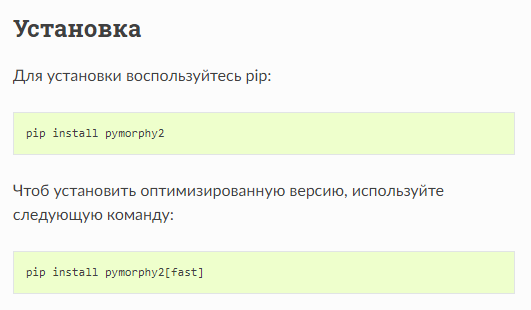 Установка
Для установки воспользуйтесь pip:
pip install pymorphy2
Чтоб установить оптимизированную версию, используйте
следующую команду:
pip install pymorphy2[fast]